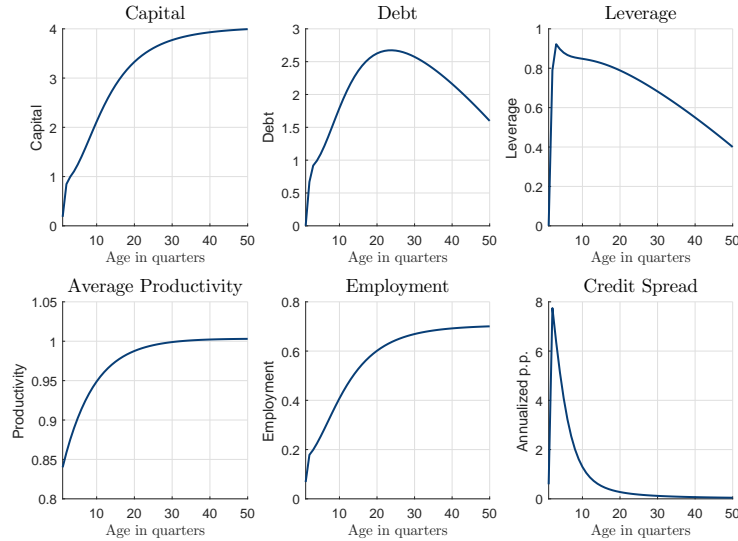 Capital
4
3
2
1
0
Capital
10 20 30 40 50
Age in quarters
Debt
3
2.5
2
1.5
1
0.5
0
Debt
10 20 30 40 50
Age in quarters
Leverage
1
0.8
0.6
0.4
0.2
0
Leverage
10 20 30 40 50
Age in quarters
Average Productivity
1.05
1
0.95
0.9
0.85
0.8
Productivity
10 20 30 40 50
Age in quarters
Employment
0.8
0.6
0.4
0.2
0
Employment
10 20 30 40 50
Age in quarters
Credit Spread
8
6
4
2
0
Annualized p.p.
10 20 30 40 50
Age in quarters